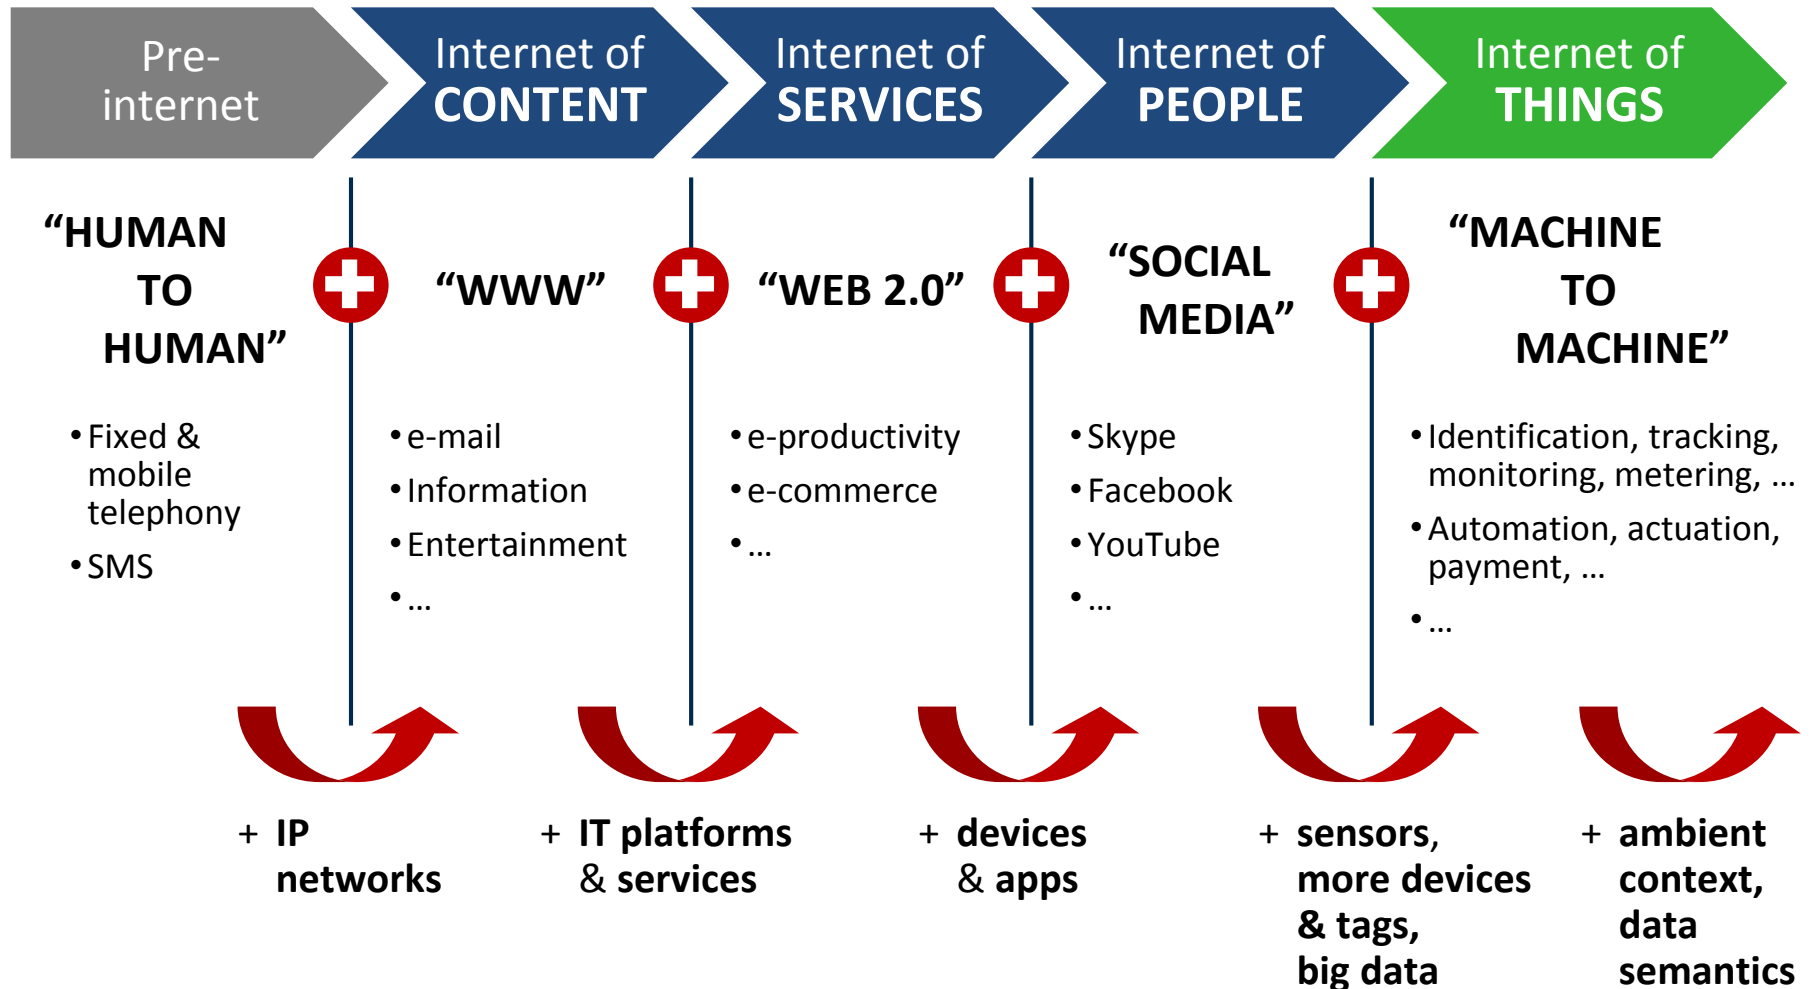 Pre-
internet
Internet of
CONTENT
Internet of
SERVICES
Internet of
PEOPLE
Internet of
THINGS
“HUMAN
TO
HUMAN”
“WWW”
“WEB 2.0”
“SOCIAL
MEDIA”
“MACHINE
TO
MACHINE”
•Fixed &
mobile
telephony
•SMS
•e-mail
•Information
•Entertainment
•…
•e-productivity
•e-commerce
•…
•Skype
•Facebook
•YouTube
•…
•Identification, tracking,
monitoring, metering, …
•Automation, actuation,
payment, …
•…
+ IP
networks
+ IT platforms
& services
+ devices
& apps
+ sensors,
more devices
& tags,
big data
+ ambient
context,
data
semantics